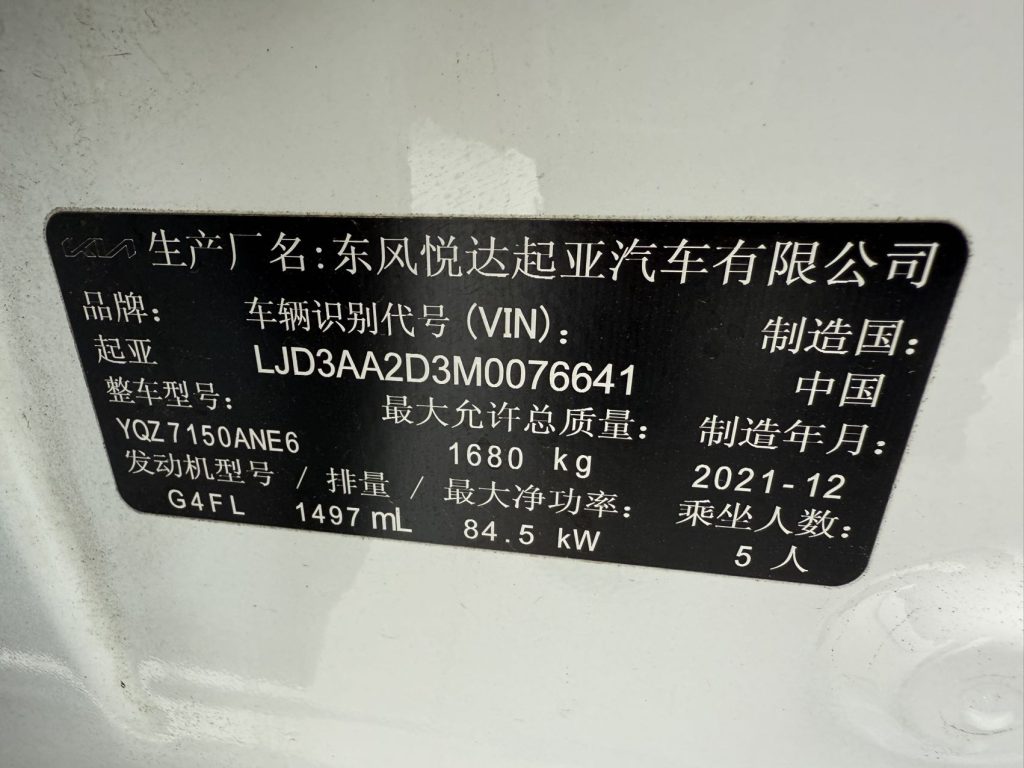 KIA 生产厂名:东风悦达起亚汽车有限公司
品牌: 车辆识别代号(VIN): 制造国:
起亚 LJD3AA2D3M0076641 中国
整车型号: 最大允许总质量: 制造年月:
YQZ7150ANE6 1680 kg 2021-12
发动机型号 / 排量 / 最大净功率: 乘坐人数:
G4FL 1497 mL 84.5 kW 5 人